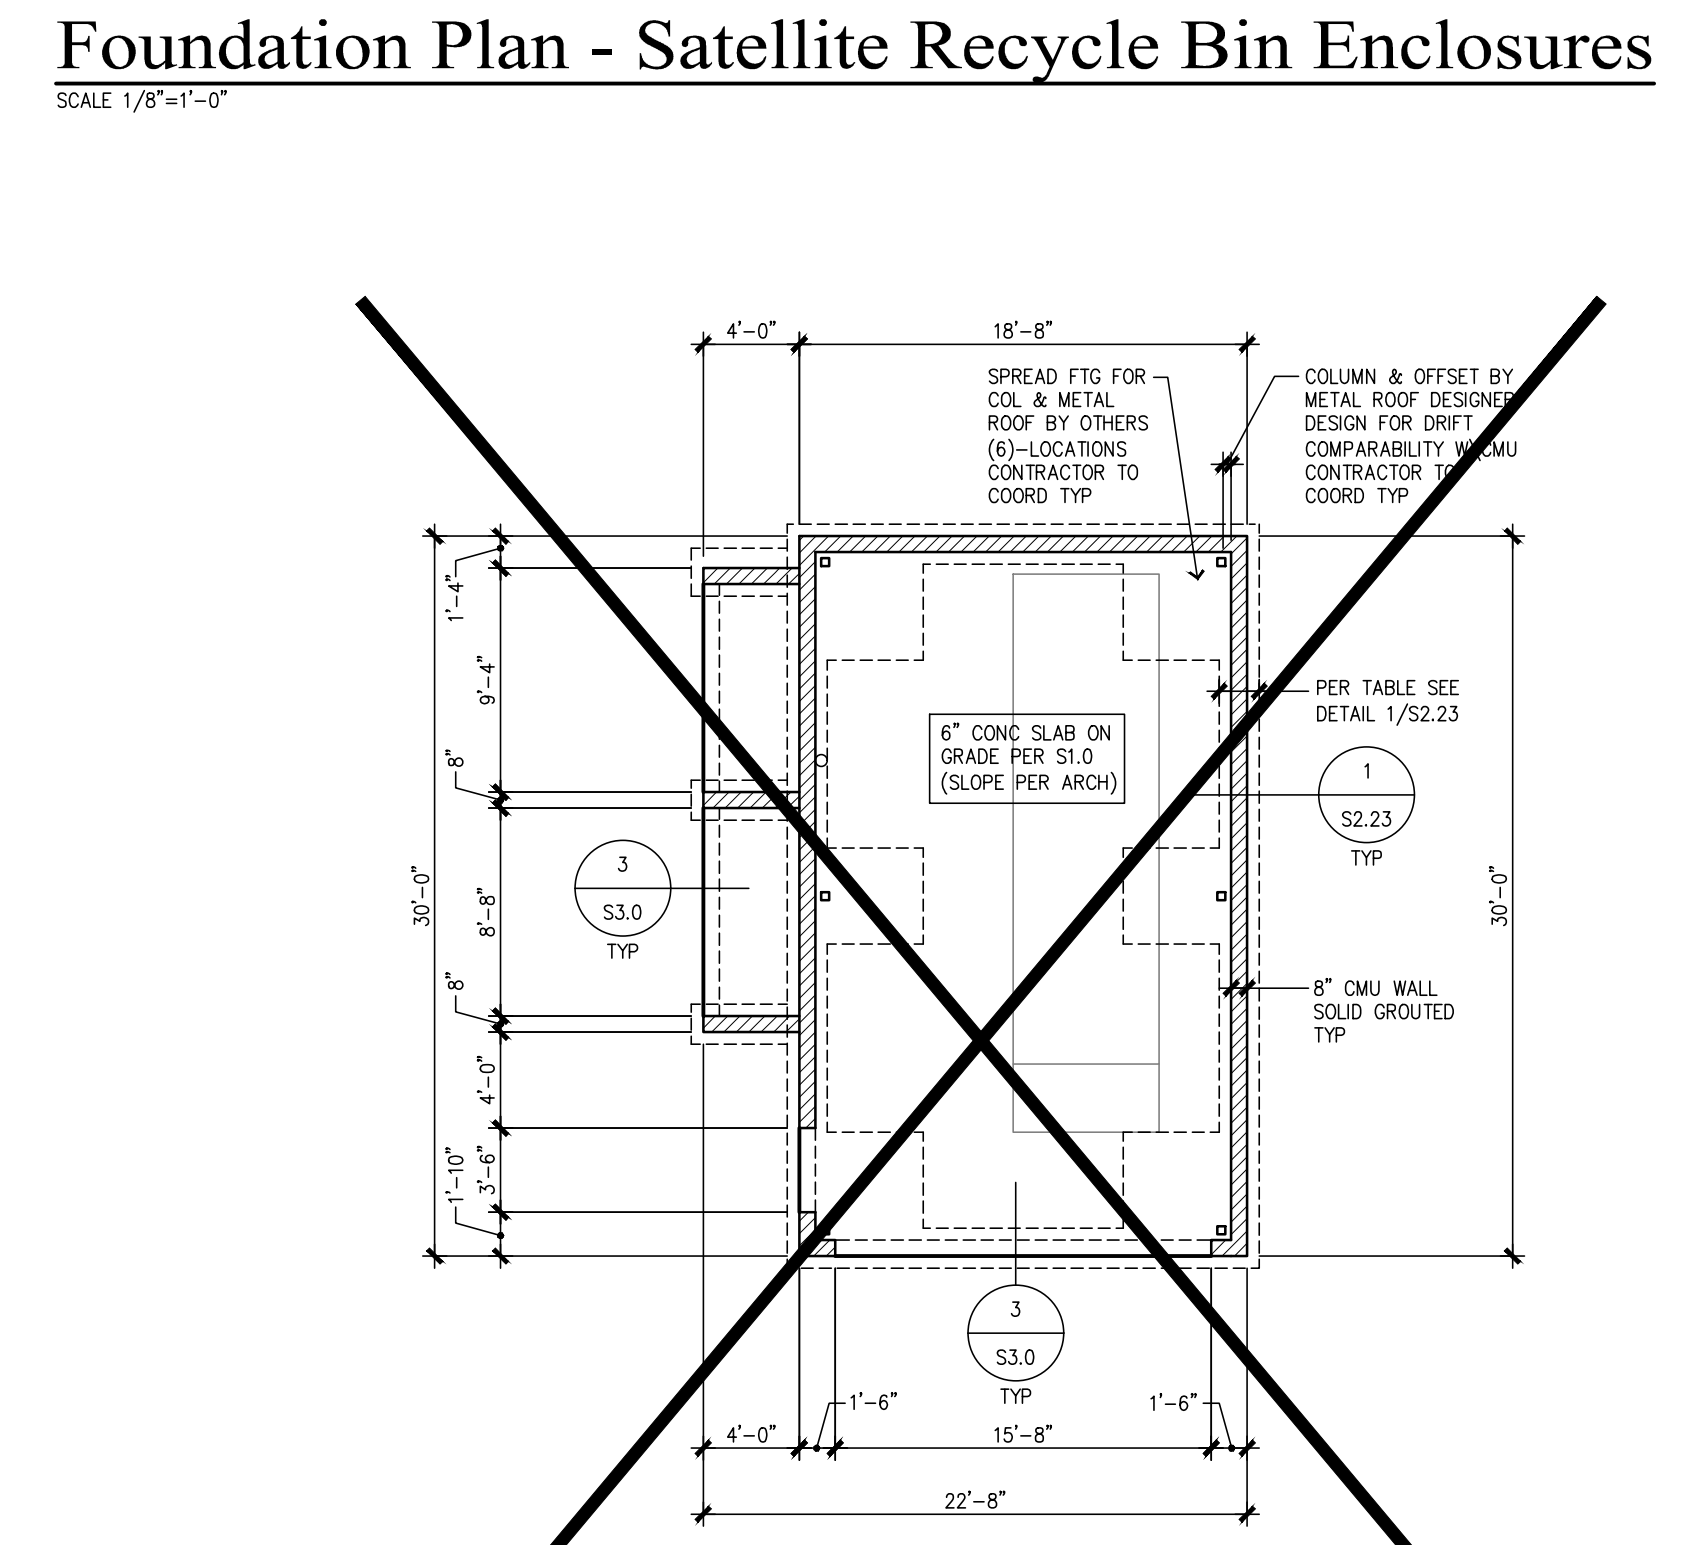 Foundation Plan - Satellite Recycle Bin Enclosures
SCALE 1/8"=1'-0"
4'-0"
18'-8"
SPREAD FTG FOR
COL & METAL
ROOF BY OTHERS
(6)-LOCATIONS
CONTRACTOR TO
COORD TYP
COLUMN & OFFSET BY
METAL ROOF DESIGNER
DESIGN FOR DRIFT
COMPARABILITY W\CMU
CONTRACTOR TO
COORD TYP
1'-4"
9'-4"
8"
30'-0"
8'-8"
8"
4'-0"
3'-6"
1'-10"
6" CONC SLAB ON
GRADE PER S1.0
(SLOPE PER ARCH)
PER TABLE SEE
DETAIL 1/S2.23
1
S2.23
TYP
3
S3.0
TYP
30'-0"
8" CMU WALL
SOLID GROUTED
TYP
3
S3.0
TYP
1'-6"
1'-6"
4'-0"
15'-8"
22'-8"